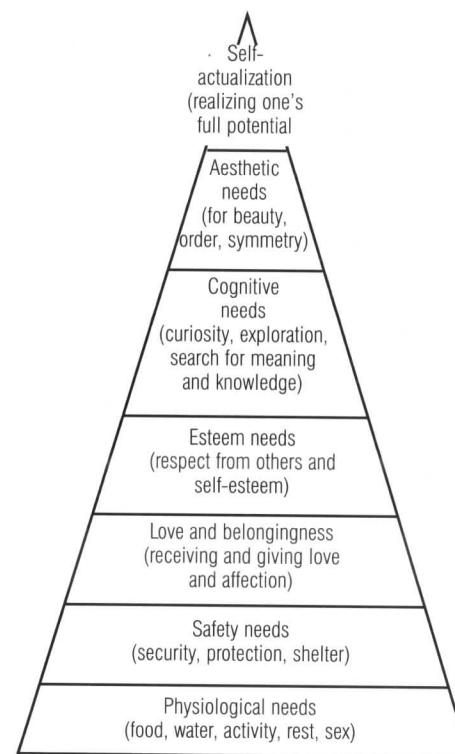 Self-
actualization
(realizing one's
full potential
Aesthetic
needs
(for beauty,
order, symmetry)
Cognitive
needs
(curiosity, exploration,
search for meaning
and knowledge)
Esteem needs
(respect from others and
self-esteem)
Love and belongingness
(receiving and giving love
and affection)
Safety needs
(security, protection, shelter)
Physiological needs
(food, water, activity, rest, sex)